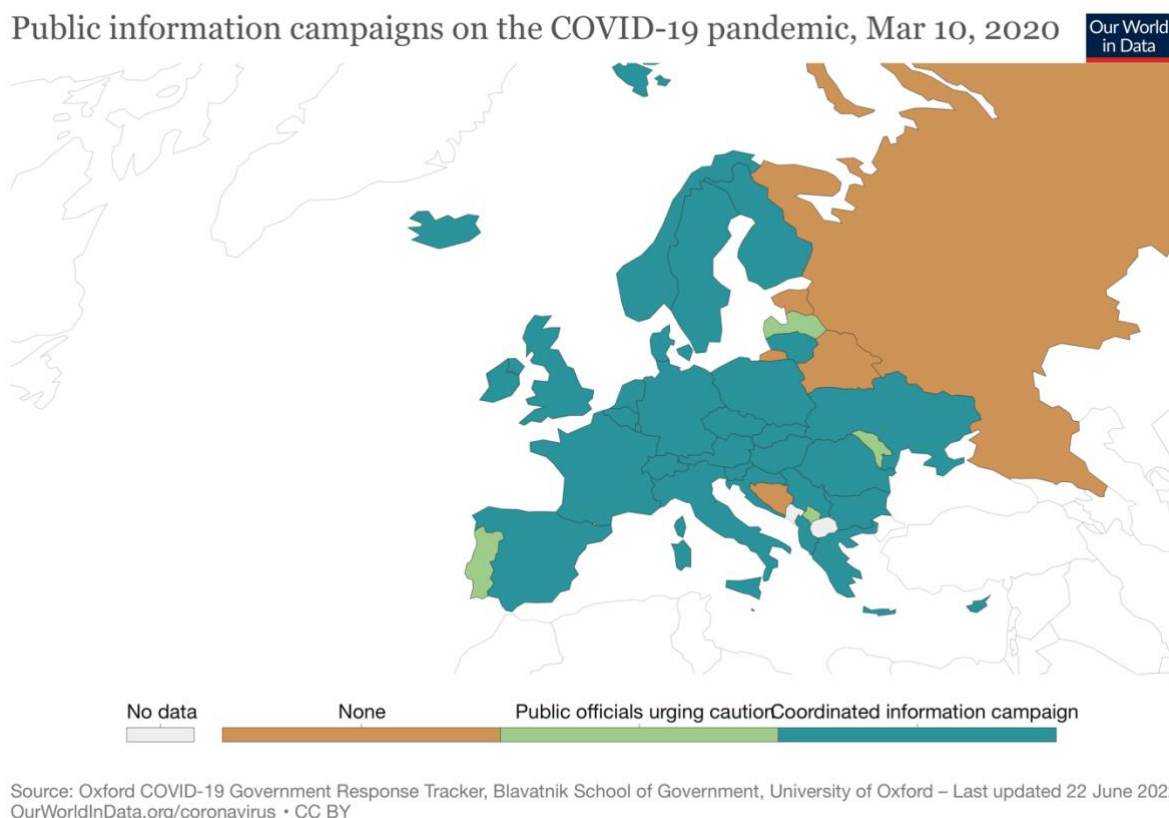 Public information campaigns on the COVID-19 pandemic, Mar 10, 2020
Our World
in Data
No data
None
Public officials urging caution
Coordinated information campaign
Source: Oxford COVID-19 Government Response Tracker, Blavatnik School of Government, University of Oxford – Last updated 22 June
OurWorldInData.org/coronavirus • CC BY